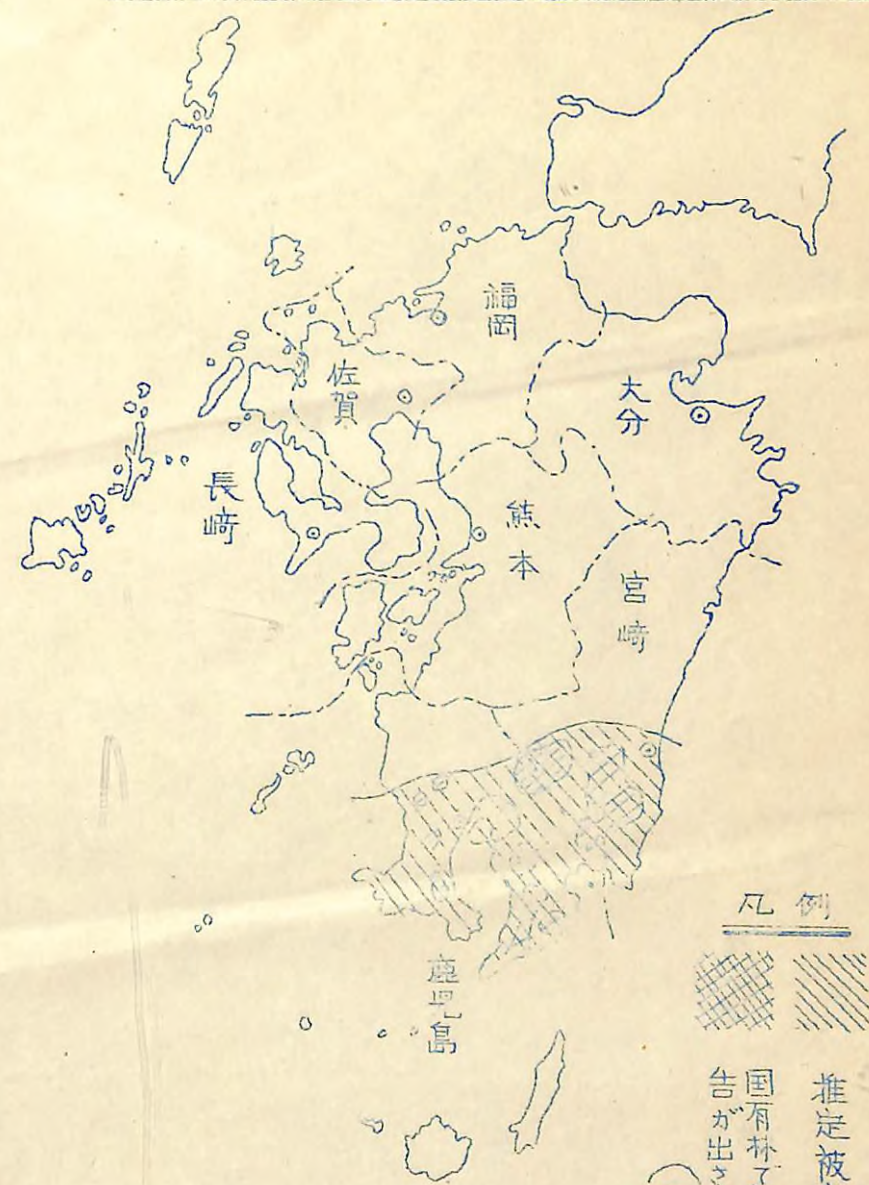 福岡
佐賀
大分
長崎
熊本
宮崎
鹿児島
凡例
推定被
国有林で
告が出さ